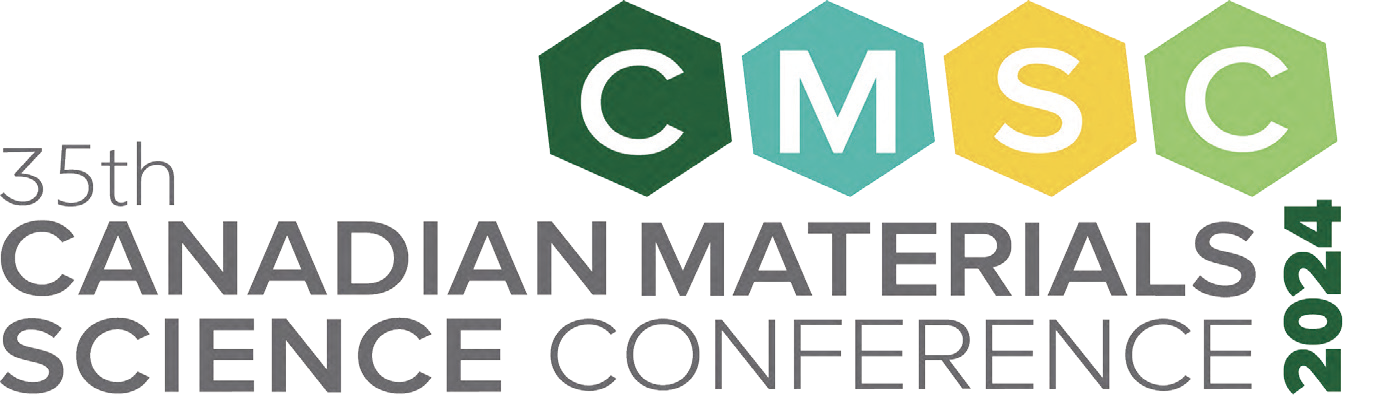 CMSC
35th
CANADIAN MATERIALS
SCIENCE CONFERENCE
2024